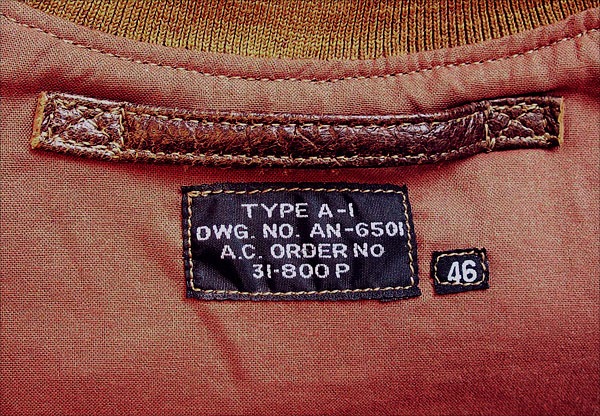 TYPE A-1
DWG. NO. AN-6501
A.C. ORDER NO
31-800 P
46